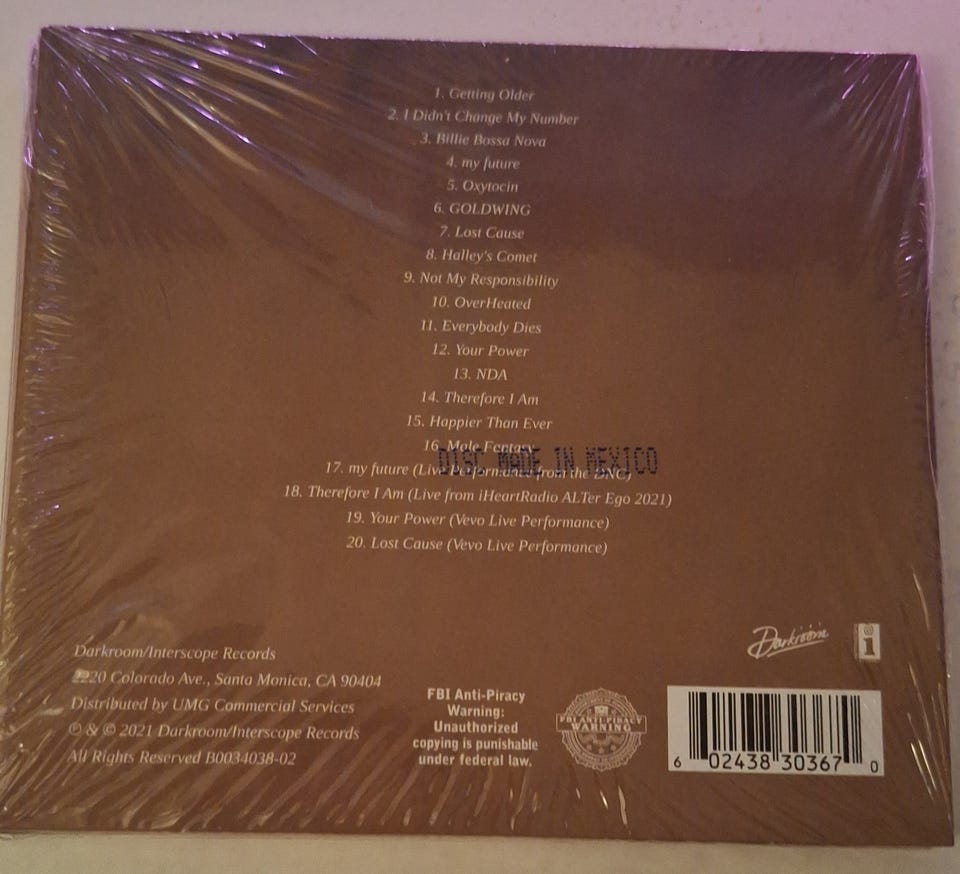 1. Getting Older
2. I Didn't Change My Number
3. Billie Bossa Nova
4. my future
5. Oxytocin
6. GOLDWING
7. Lost Cause
8. Halley's Comet
9. Not My Responsibility
10. OverHeated
11. Everybody Dies
12. Your Power
13. NDA
14. Therefore I Am
15. Happier Than Ever
16. Male Fantasy
DISC MADE IN MEXICO
17. my future (Live Performance from the DNC)
18. Therefore I Am (Live from iHeartRadio ALTer Ego 2021)
19. Your Power (Vevo Live Performance)
20. Lost Cause (Vevo Live Performance)
Darkroom
i
Darkroom/Interscope Records
2220 Colorado Ave., Santa Monica, CA 90404
Distributed by UMG Commercial Services
℗ & © 2021 Darkroom/Interscope Records
All Rights Reserved B0034038-02
FBI Anti-Piracy
Warning:
Unauthorized
copying is punishable
under federal law.
FBI ANTI-PIRACY
WARNING
6 02438 30367 0